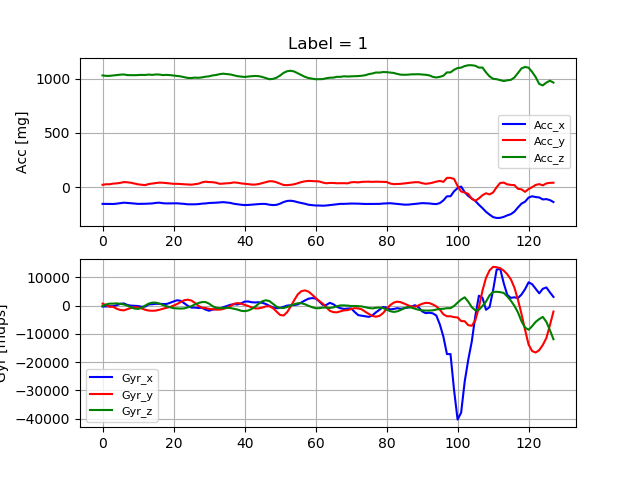 Label = 1
Acc [mg]
1000
500
0
Acc_x
Acc_y
Acc_z
0 20 40 60 80 100 120
Gyr [mdps]
10000
0
−10000
−20000
−30000
−40000
Gyr_x
Gyr_y
Gyr_z
0 20 40 60 80 100 120